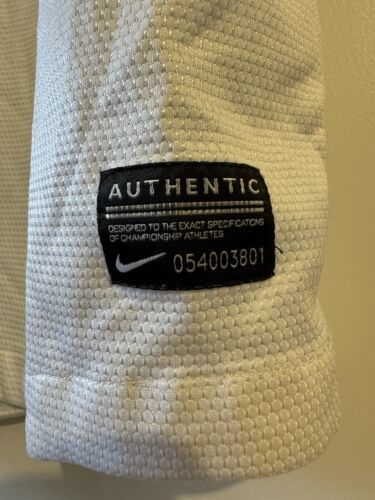 AUTHENTIC
DESIGNED TO THE EXACT SPECIFICATIONS
OF CHAMPIONSHIP ATHLETES
054003801